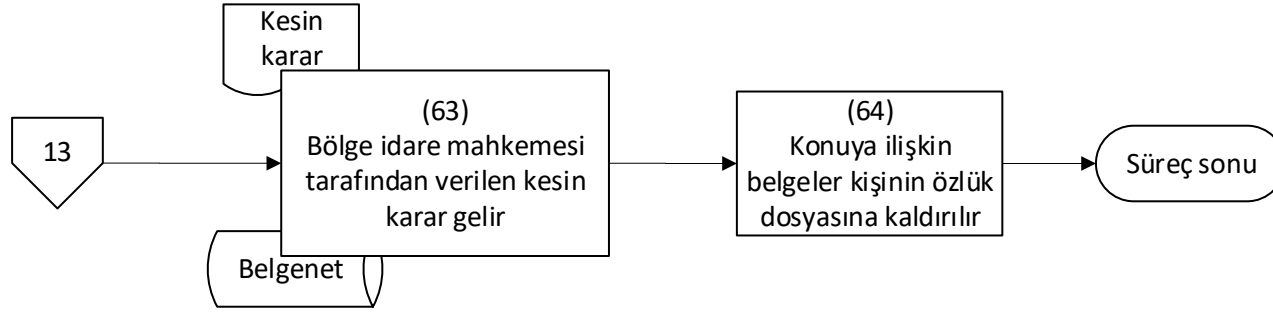 Kesin
karar
13
(63)
Bölge idare mahkemesi
tarafından verilen kesin
karar gelir
Belgenet
(64)
Konuya ilişkin
belgeler kişinin özlük
dosyasına kaldırılır
Süreç sonu